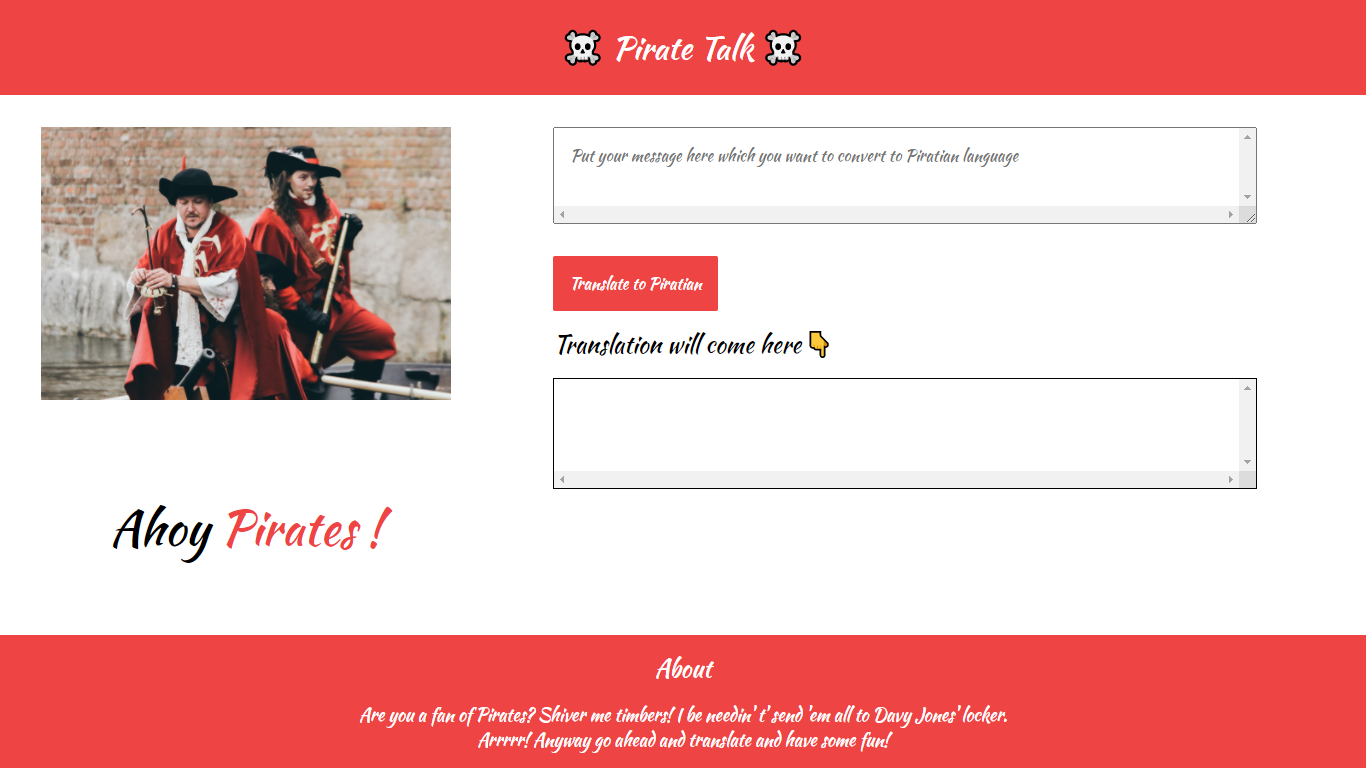 ☠️ Pirate Talk ☠️
Put your message here which you want to convert to Piratian language
Translate to Piratian
Translation will come here 👇
Ahoy Pirates !
About
Are you a fan of Pirates? Shiver me timbers! I be needin' t' send 'em all to Davy Jones' locker.
Arrrrr! Anyway go ahead and translate and have some fun!